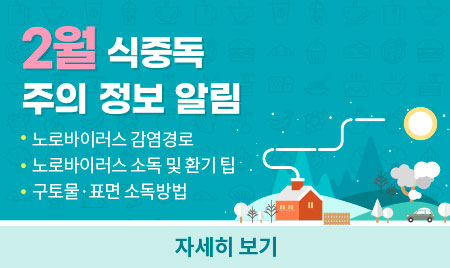 2월 식중독
주의 정보 알림
• 노로바이러스 감염경로
• 노로바이러스 소독 및 환기 팁
• 구토물·표면 소독방법
자세히 보기